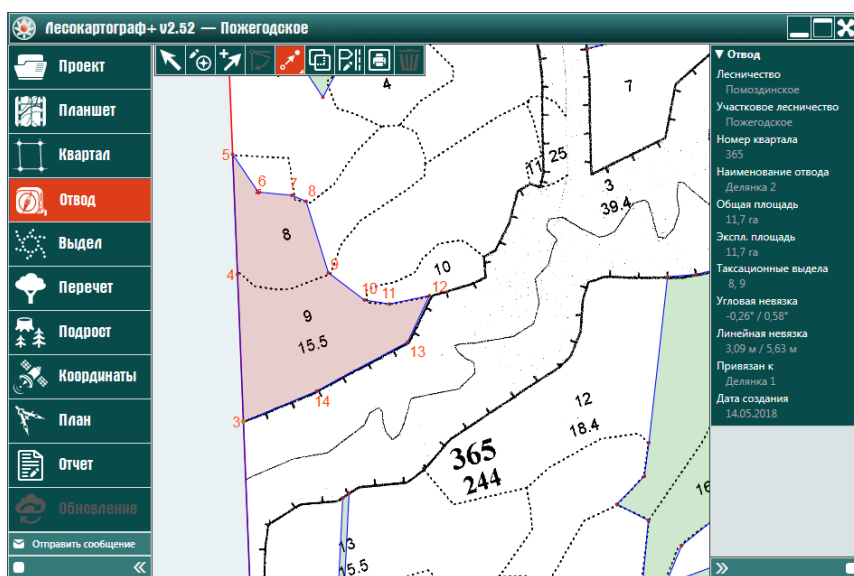 Лесокартограф+ v2.52 — Пожегодское
Проект
Планшет
Квартал
Отвод
Выдел
Перечет
Подрост
Координаты
План
Отчет
Обновление
Отправить сообщение
4
7
25
11
3
39.4
5
6
7
8
8
4
9
10
10
11
12
9
15.5
13
14
3
12
18.4
365
244
16
13
15.5
▼ Отвод
Лесничество
Помоздинское
Участковое лесничество
Пожегодское
Номер квартала
365
Наименование отвода
Делянка 2
Общая площадь
11,7 га
Экспл. площадь
11,7 га
Таксационные выдела
8, 9
Угловая невязка
-0,26° / 0,58°
Линейная невязка
3,09 м / 5,63 м
Привязан к
Делянка 1
Дата создания
14.05.2018